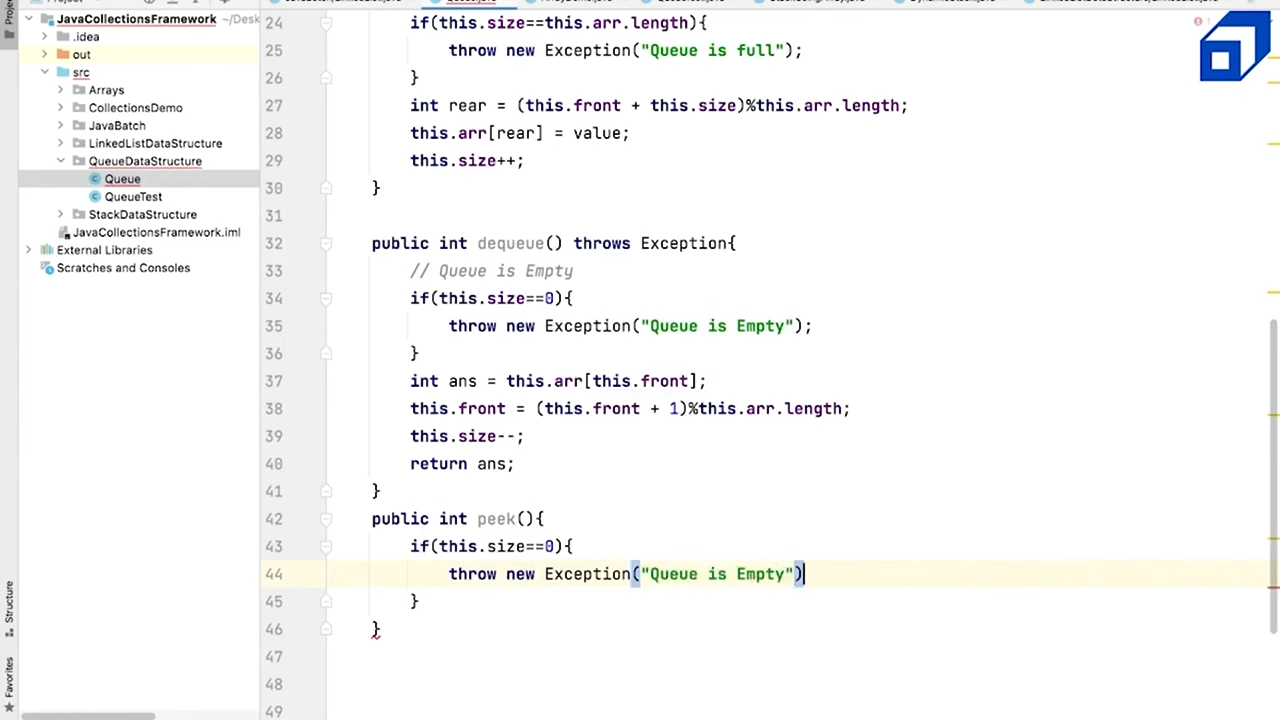 JavaCollectionsFramework ~/Desk
.idea
out
src
Arrays
CollectionsDemo
JavaBatch
LinkedListDataStructure
QueueDataStructure
Queue
QueueTest
StackDataStructure
JavaCollectionsFramework.iml
External Libraries
Scratches and Consoles
Structure
Favorites
24 if(this.size==this.arr.length){
25 throw new Exception("Queue is full");
26 }
27 int rear = (this.front + this.size)%this.arr.length;
28 this.arr[rear] = value;
29 this.size++;
30 }
31
32 public int dequeue() throws Exception{
33 // Queue is Empty
34 if(this.size==0){
35 throw new Exception("Queue is Empty");
36 }
37 int ans = this.arr[this.front];
38 this.front = (this.front + 1)%this.arr.length;
39 this.size--;
40 return ans;
41 }
42 public int peek(){
43 if(this.size==0){
44 throw new Exception("Queue is Empty")
45 }
46 }
47
48
49